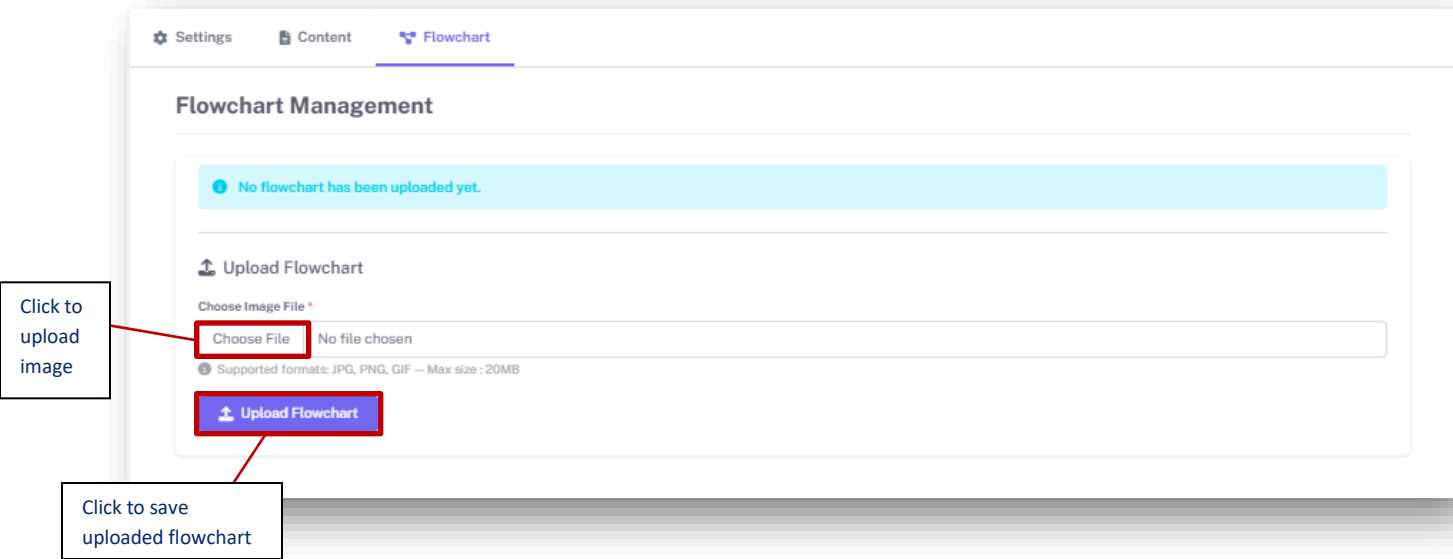 Settings Content Flowchart
Flowchart Management
No flowchart has been uploaded yet.
Upload Flowchart
Choose Image File *
Choose File No file chosen
Supported formats: JPG, PNG, GIF — Max size : 20MB
Upload Flowchart
Click to
upload
image
Click to save
uploaded flowchart